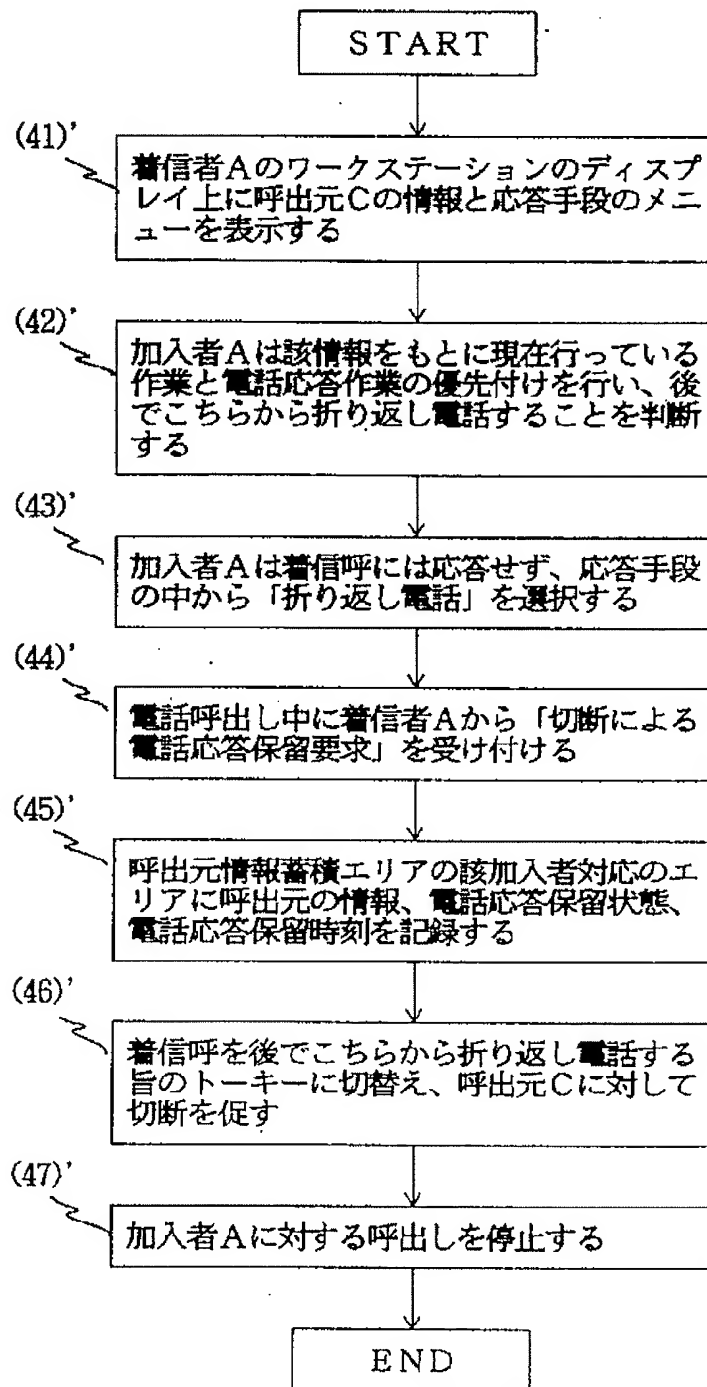 START
(41)'
着信者Aのワークステーションのディスプ
レイ上に呼出元Cの情報と応答手段のメニ
ューを表示する
(42)'
加入者Aは該情報をもとに現在行っている
作業と電話応答作業の優先付けを行い、後
でこちらから折り返し電話することを判断
する
(43)'
加入者Aは着信呼には応答せず、応答手段
の中から「折り返し電話」を選択する
(44)'
電話呼出し中に着信者Aから「切断による
電話応答保留要求」を受け付ける
(45)'
呼出元情報蓄積エリアの該加入者対応のエ
リアに呼出元の情報、電話応答保留状態、
電話応答保留時刻を記録する
(46)'
着信呼を後でこちらから折り返し電話する
旨のトーキーに切替え、呼出元Cに対して
切断を促す
(47)'
加入者Aに対する呼出しを停止する
END